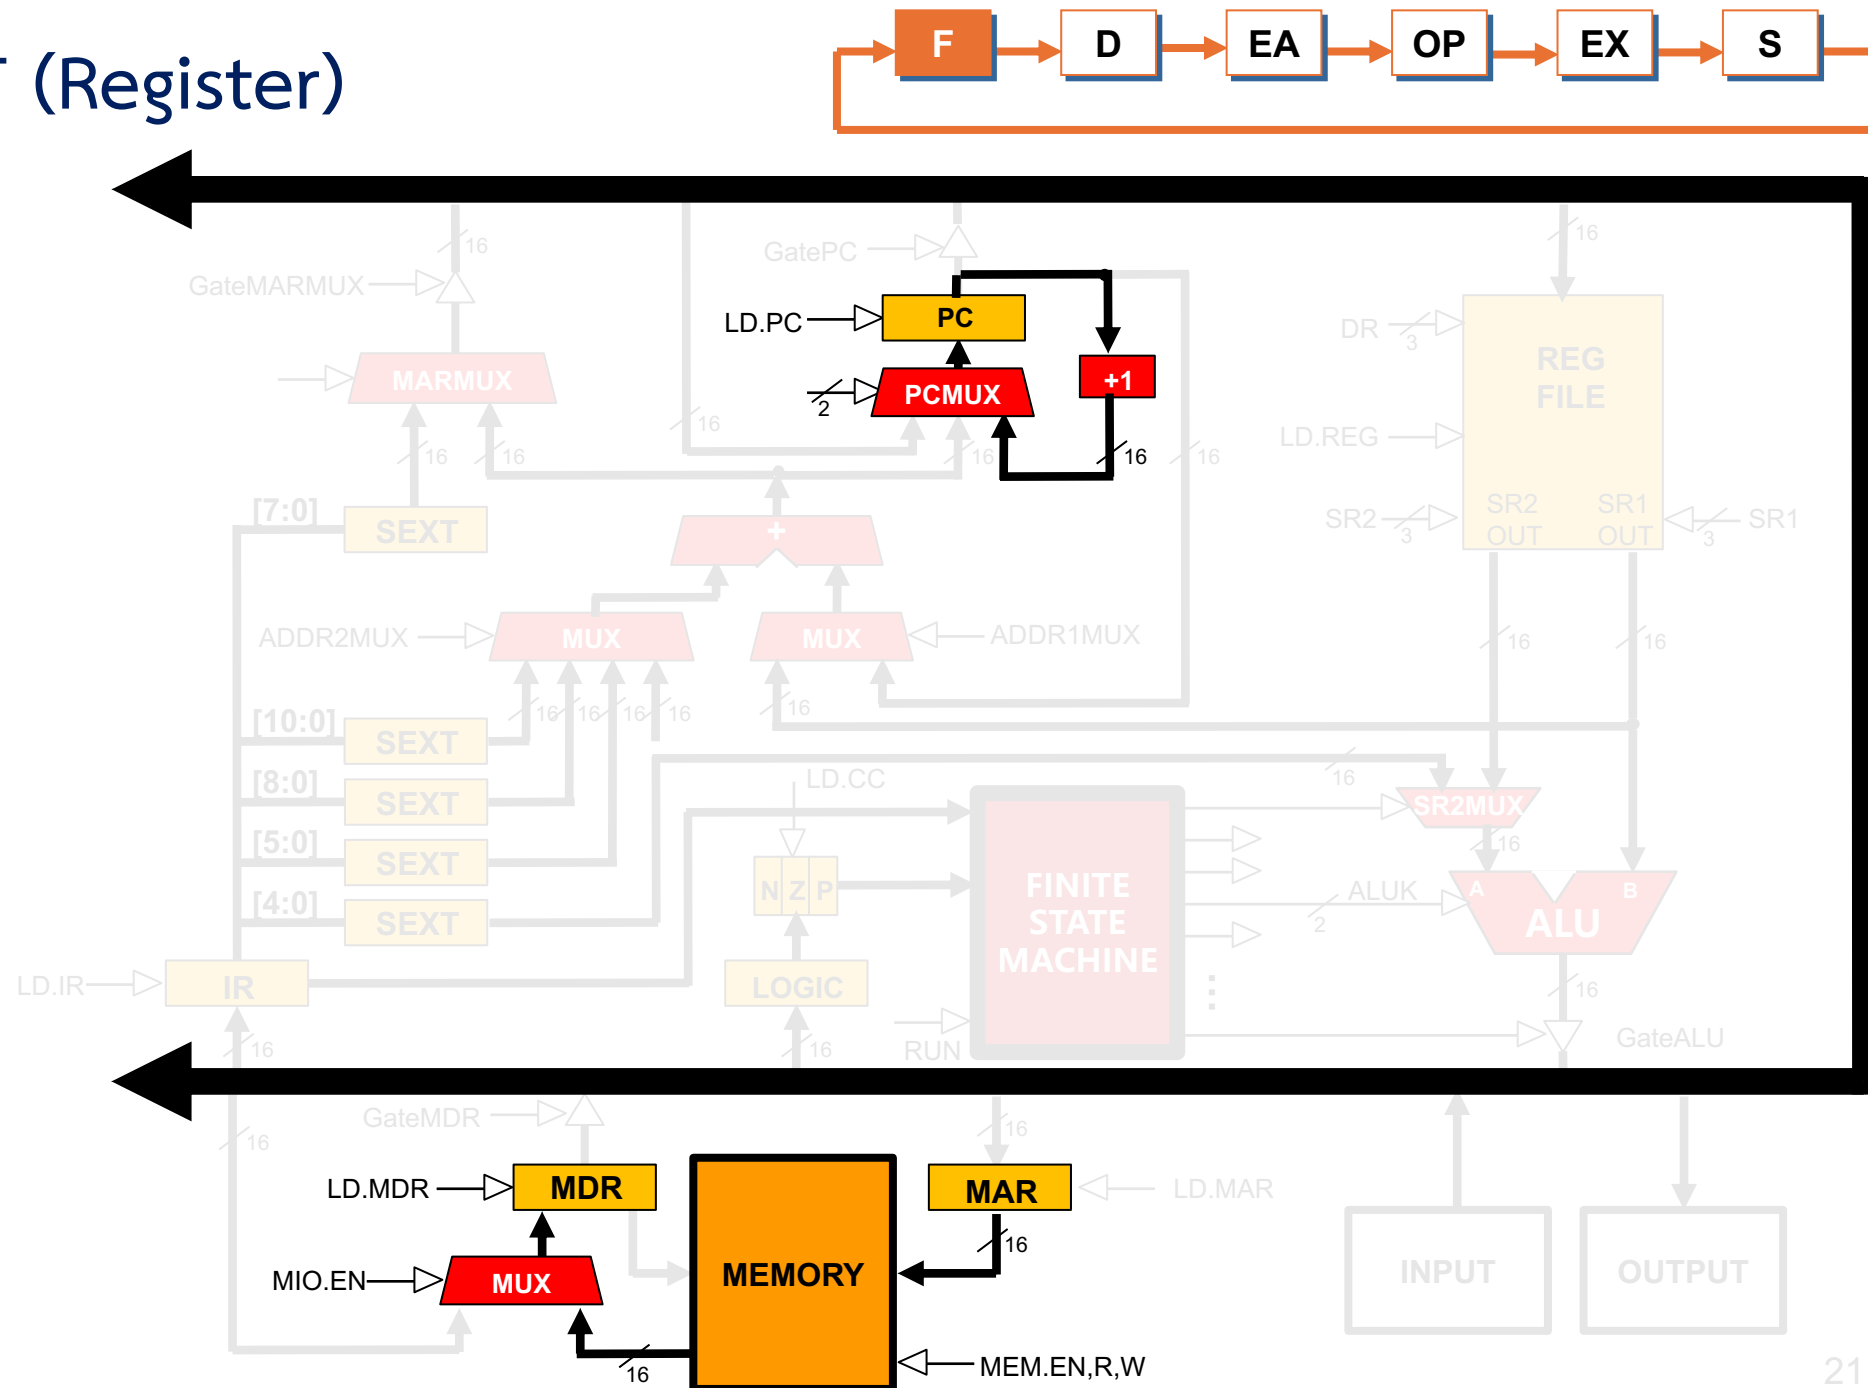 T (Register)
F D EA OP EX S
16
16
GatePC
GateMARMUX
LD.PC
PC
DR
3
REG
FILE
MARMUX
2
PCMUX
+1
16
16
16
16
16
16
LD.REG
[7:0]
SEXT
+
SR2
3
SR2
OUT
SR1
OUT
3
SR1
ADDR2MUX
MUX
MUX
ADDR1MUX
16
16
16
16
16
16
16
[10:0]
SEXT
[8:0]
SEXT
LD.CC
16
SR2MUX
16
[5:0]
SEXT
N Z P
FINITE
STATE
MACHINE
2
ALUK
A
B
ALU
[4:0]
SEXT
LD.IR
IR
LOGIC
⋮
16
16
16
RUN
GateALU
GateMDR
16
16
LD.MDR
MDR
MAR
LD.MAR
16
MIO.EN
MUX
MEMORY
INPUT
OUTPUT
16
MEM.EN,R,W
21